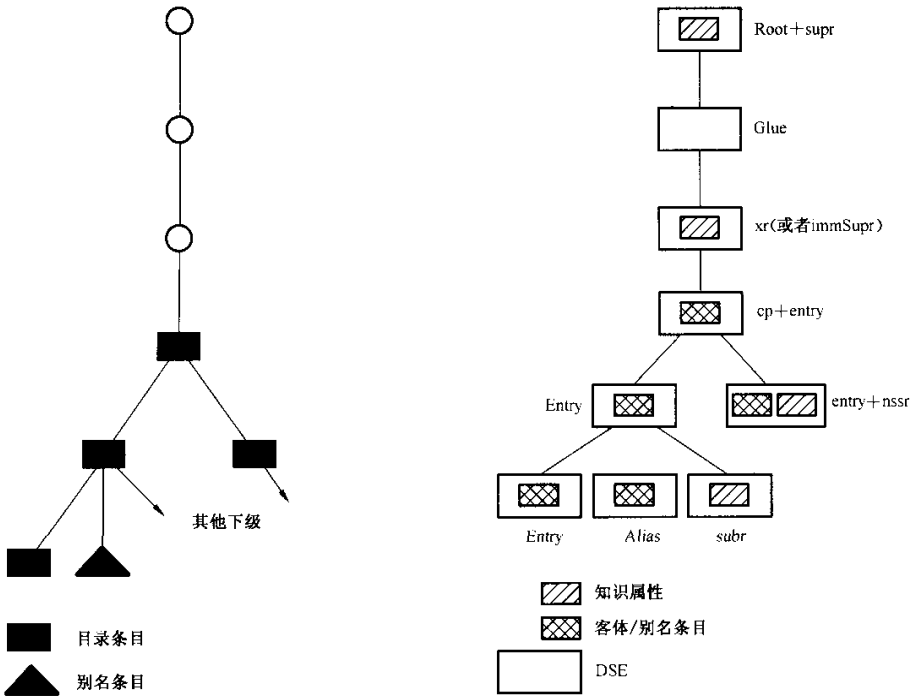 Root+supr
Glue
xr(或者immSupr)
cp+entry
Entry
entry+nssr
其他下级
Entry
Alias
subr
知识属性
目录条目
客体/别名条目
别名条目
DSE